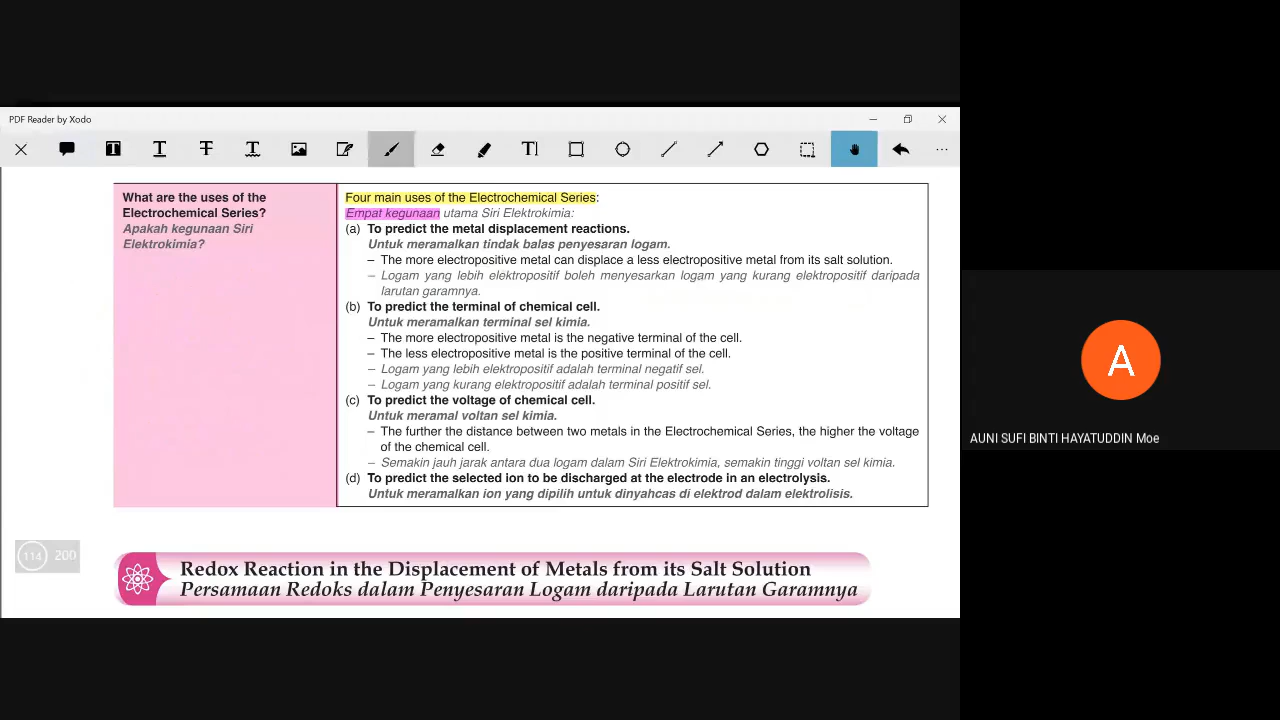 PDF Reader by Xodo
What are the uses of the
Electrochemical Series?
Apakah kegunaan Siri
Elektrokimia?
Four main uses of the Electrochemical Series:
Empat kegunaan utama Siri Elektrokimia:
(a) To predict the metal displacement reactions.
Untuk meramalkan tindak balas penyesaran logam.
– The more electropositive metal can displace a less electropositive metal from its salt solution.
– Logam yang lebih elektropositif boleh menyesarkan logam yang kurang elektropositif daripada
larutan garamnya.
(b) To predict the terminal of chemical cell.
Untuk meramalkan terminal sel kimia.
– The more electropositive metal is the negative terminal of the cell.
– The less electropositive metal is the positive terminal of the cell.
– Logam yang lebih elektropositif adalah terminal negatif sel.
– Logam yang kurang elektropositif adalah terminal positif sel.
(c) To predict the voltage of chemical cell.
Untuk meramal voltan sel kimia.
– The further the distance between two metals in the Electrochemical Series, the higher the voltage
of the chemical cell.
– Semakin jauh jarak antara dua logam dalam Siri Elektrokimia, semakin tinggi voltan sel kimia.
(d) To predict the selected ion to be discharged at the electrode in an electrolysis.
Untuk meramalkan ion yang dipilih untuk dinyahcas di elektrod dalam elektrolisis.
114 200
Redox Reaction in the Displacement of Metals from its Salt Solution
Persamaan Redoks dalam Penyesaran Logam daripada Larutan Garamnya
A
AUNI SUFI BINTI HAYATUDDIN Moe